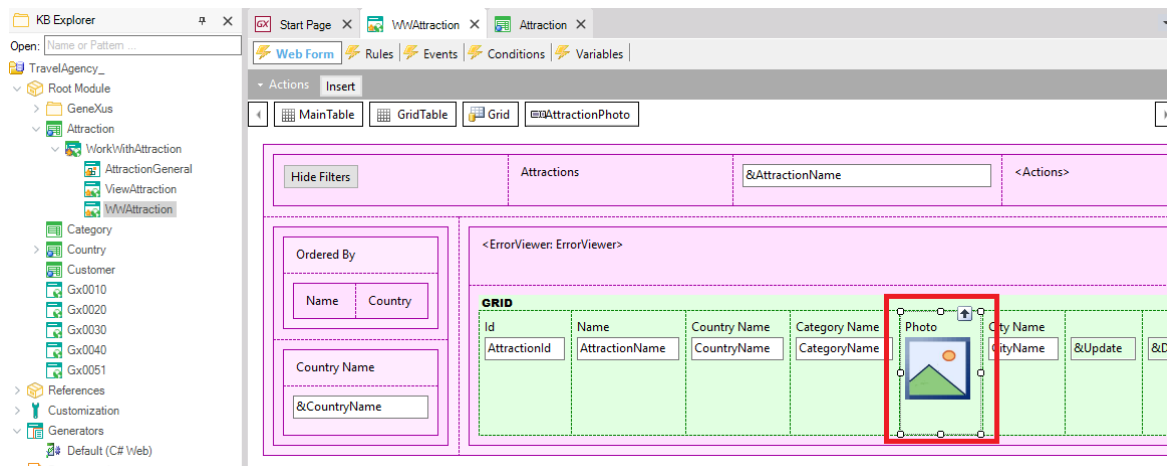 KB Explorer
Open: Name or Pattern ...
TravelAgency_
Root Module
GeneXus
Attraction
WorkWithAttraction
AttractionGeneral
ViewAttraction
WWAttraction
Category
Country
Customer
Gx0010
Gx0020
Gx0030
Gx0040
Gx0051
References
Customization
Generators
Default (C# Web)
GX Start Page WWAttraction Attraction
Web Form Rules Events Conditions Variables
Actions Insert
MainTable GridTable Grid AttractionPhoto
Hide Filters Attractions &AttractionName <Actions>
Ordered By
Name Country
Country Name
&CountryName
<ErrorViewer: ErrorViewer>
GRID
Id Name Country Name Category Name Photo City Name
AttractionId AttractionName CountryName CategoryName CityName &Update &D